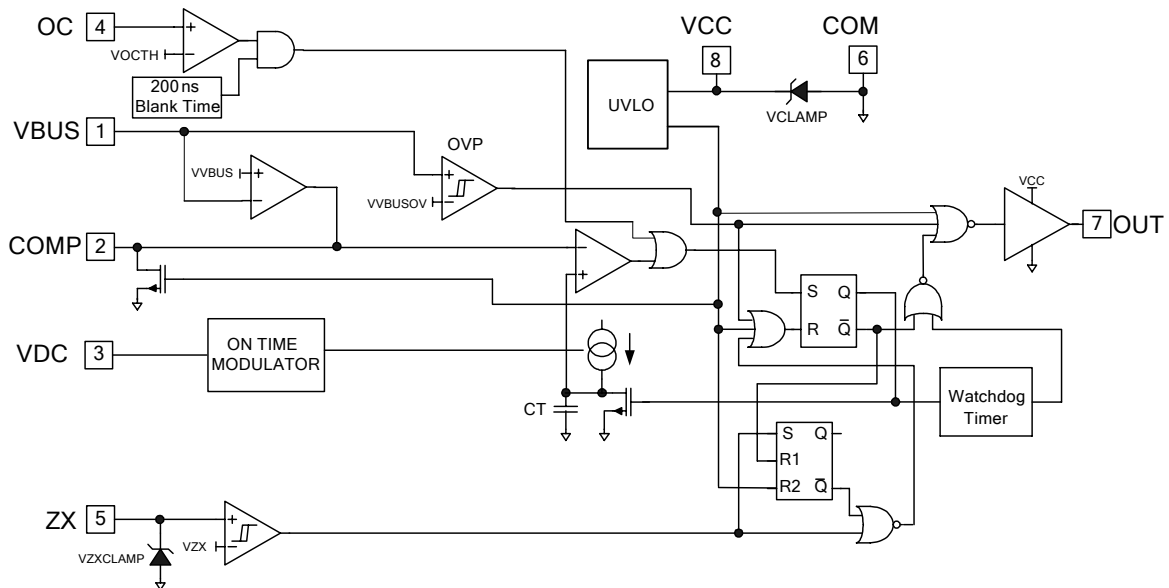 OC 4
VOCTH
200 ns
Blank Time
VCC
8
COM
6
UVLO
VCLAMP
VBUS 1
OVP
VVBUS
+
−
VVBUSOV
VCC
7 OUT
COMP 2
S Q
R Q̅
VDC 3
ON TIME
MODULATOR
CT
Watchdog
Timer
S Q
R1
R2 Q̅
ZX 5
VZXCLAMP
VZX